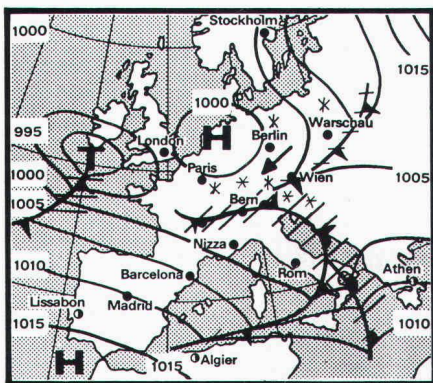 Stockholm
1000
1015
1000
H
995
London
Berlin
Warschau
T
Paris
1000
Wien
1005
1005
Bern
Nizza
1010
Rom
Athen
Barcelona
Lissabon
Madrid
1015
1010
H
1015
Algier